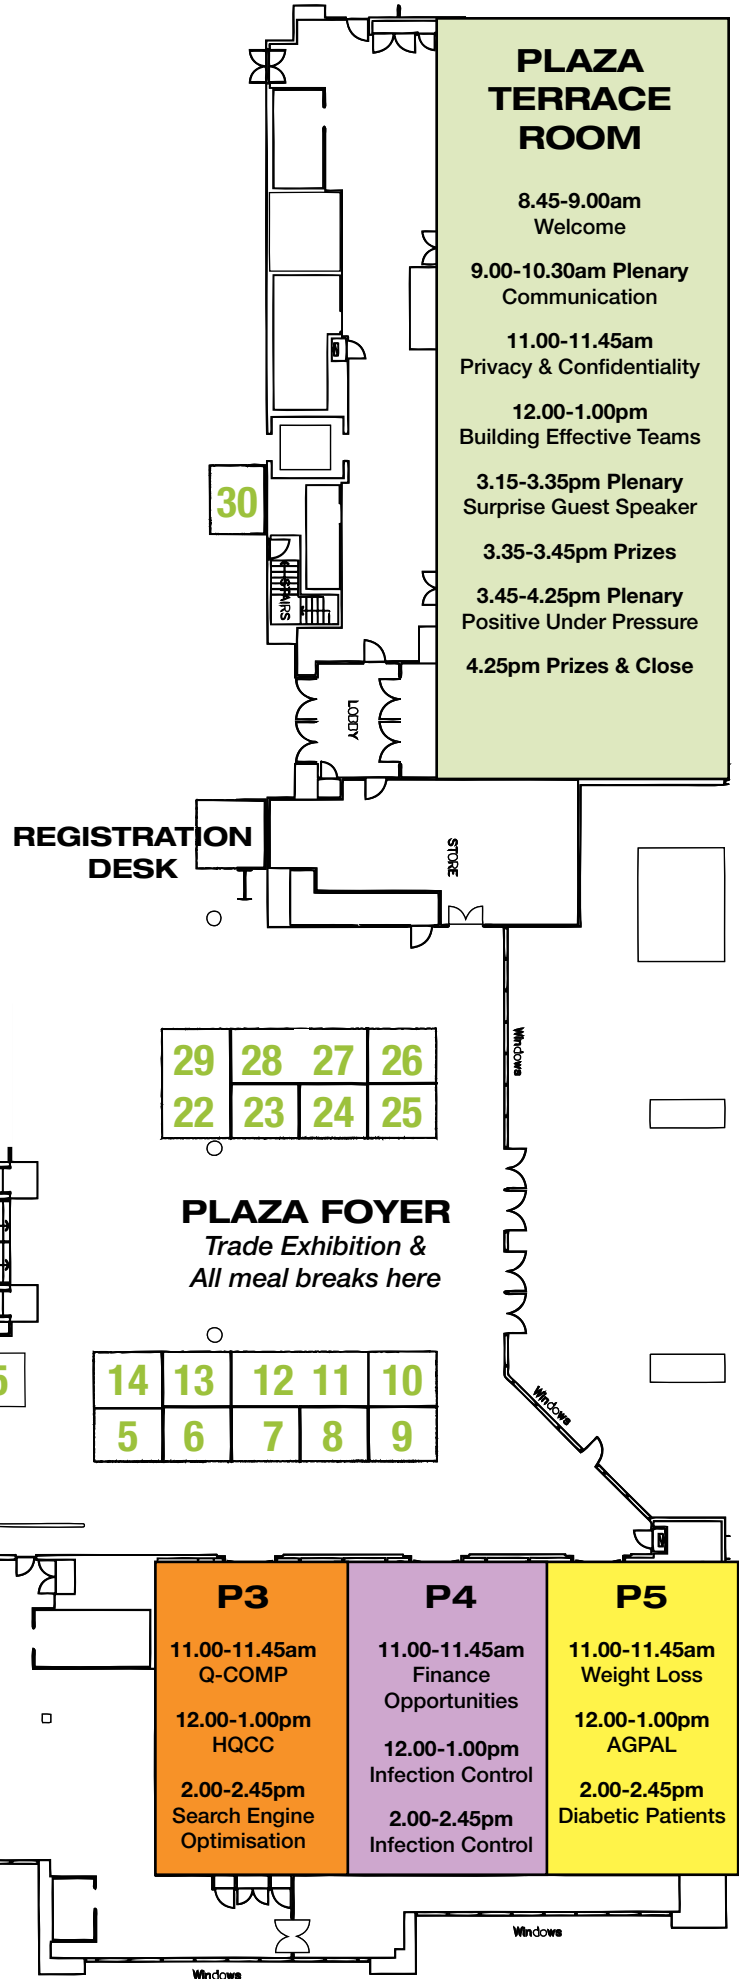 PLAZA
TERRACE
ROOM
8.45-9.00am
Welcome
9.00-10.30am Plenary
Communication
11.00-11.45am
Privacy & Confidentiality
12.00-1.00pm
Building Effective Teams
3.15-3.35pm Plenary
Surprise Guest Speaker
3.35-3.45pm Prizes
3.45-4.25pm Plenary
Positive Under Pressure
4.25pm Prizes & Close
30
STAIRS
LOBBY
REGISTRATION
DESK
STORE
29 28 27 26
22 23 24 25
Windows
PLAZA FOYER
Trade Exhibition &
All meal breaks here
14 13 12 11 10
5 6 7 8 9
Windows
P3
11.00-11.45am
Q-COMP
12.00-1.00pm
HQCC
2.00-2.45pm
Search Engine
Optimisation
P4
11.00-11.45am
Finance
Opportunities
12.00-1.00pm
Infection Control
2.00-2.45pm
Infection Control
P5
11.00-11.45am
Weight Loss
12.00-1.00pm
AGPAL
2.00-2.45pm
Diabetic Patients
Windows
Windows